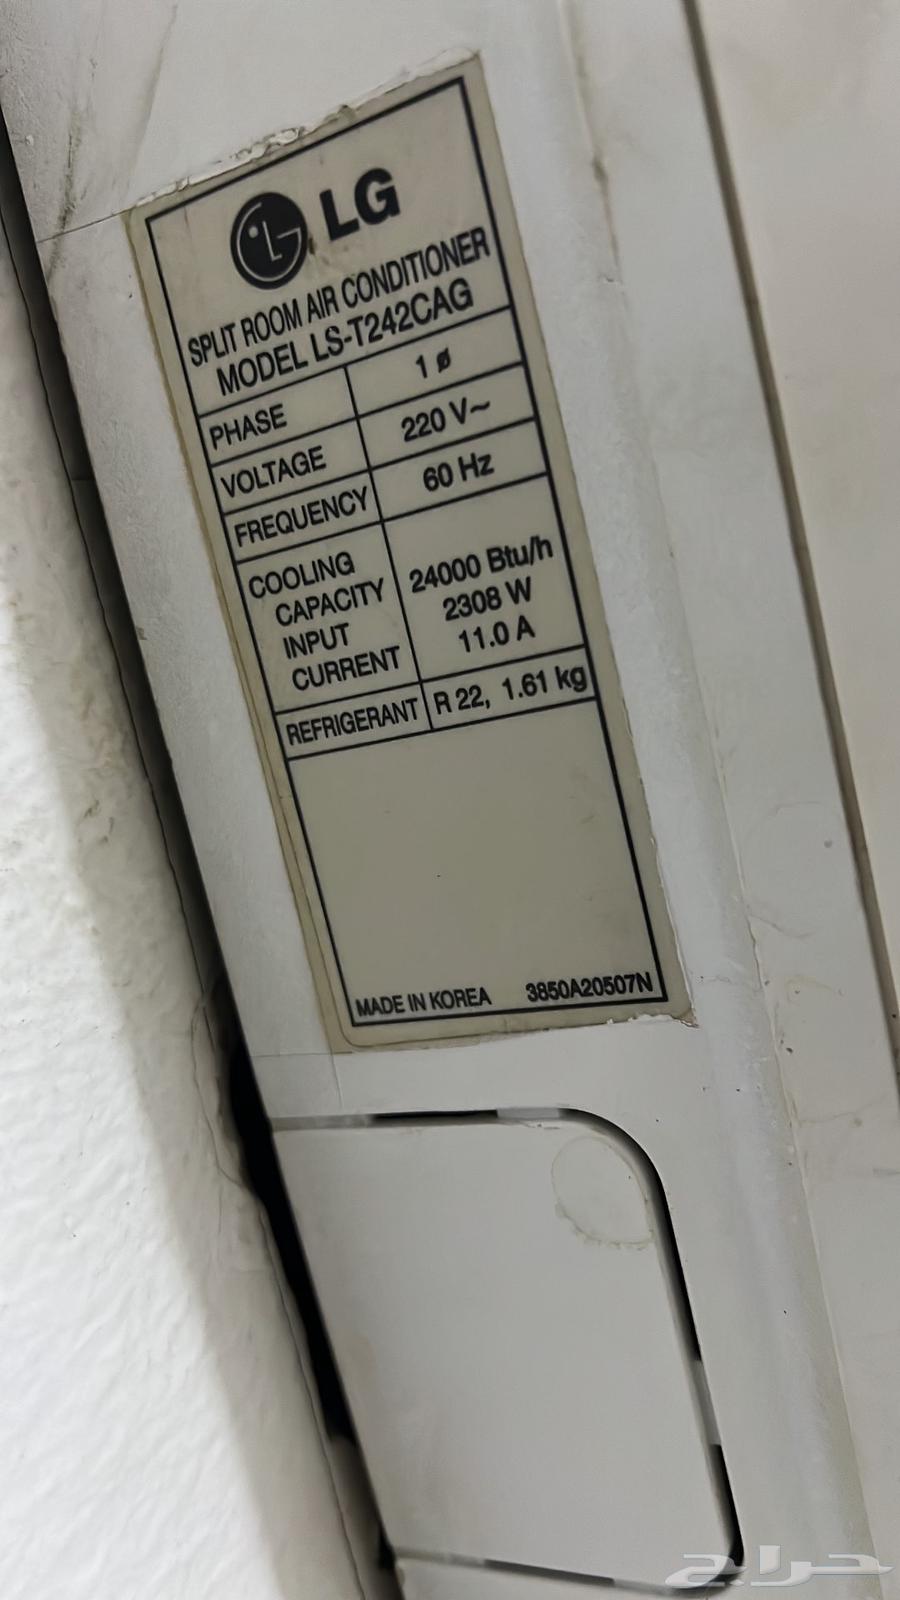 LG
SPLIT ROOM AIR CONDITIONER
MODEL LS-T242CAG
PHASE 1 ø
VOLTAGE 220 V~
FREQUENCY 60 Hz
COOLING CAPACITY 24000 Btu/h
INPUT 2308 W
CURRENT 11.0 A
REFRIGERANT R 22, 1.61 kg
MADE IN KOREA 3850A20507N
حراج